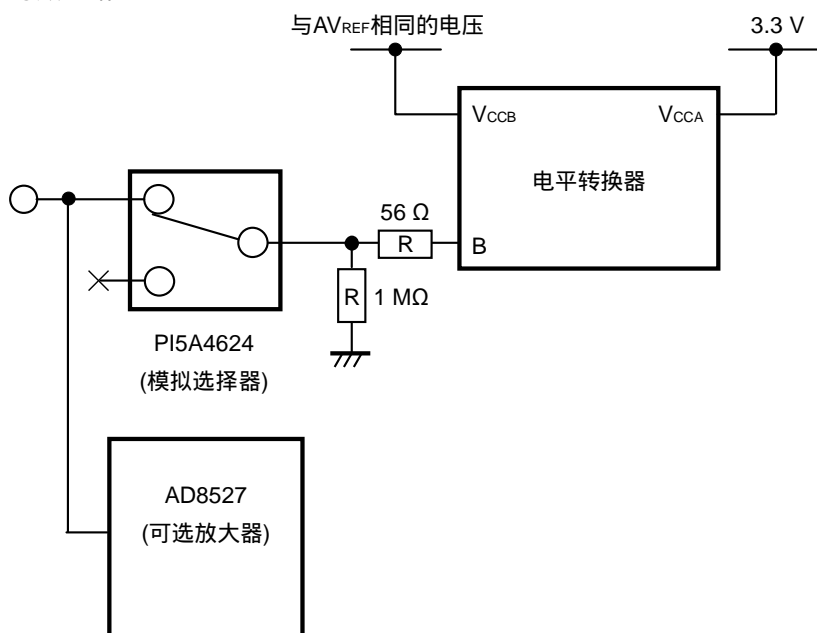 与AVREF相同的电压
3.3 V
VCCB
VCCA
电平转换器
56 Ω
R
B
R
1 MΩ
PI5A4624
(模拟选择器)
AD8527
(可选放大器)